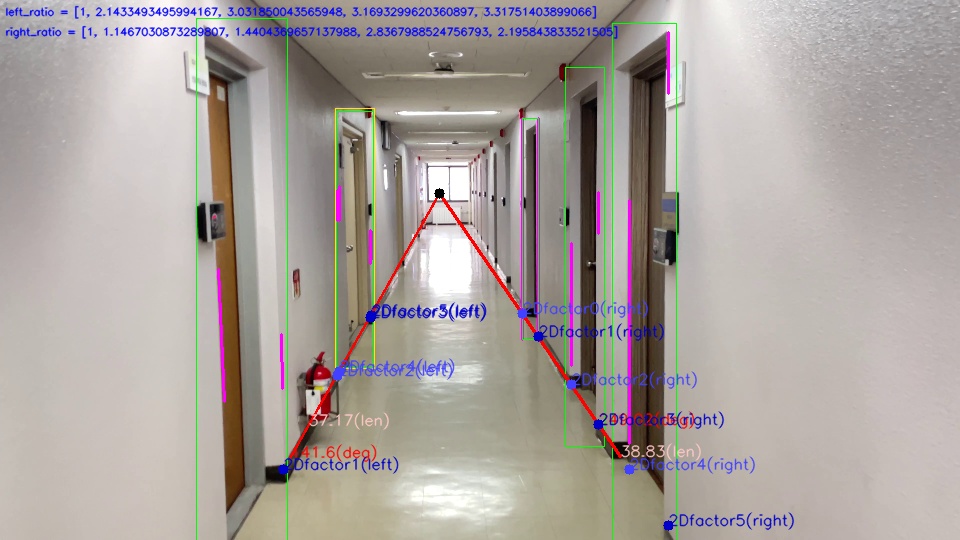 left_ratio = [1, 2.1433493495994167, 3.031850043565948, 3.1693299620360897, 3.31751403899066]
right_ratio = [1, 1.1467030873289807, 1.4404369657137988, 2.8367988524756793, 2.195843833521505]
2Dfactor0(right)
2Dfactor3(left)
2Dfactor1(right)
2Dfactor4(left)
2Dfactor2(left)
2Dfactor2(right)
37.17(len)
2Dfactor3(right)
41.6(deg)
38.83(len)
2Dfactor1(left)
2Dfactor4(right)
2Dfactor5(right)